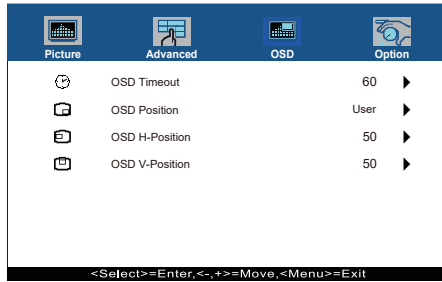 Picture Advanced OSD Option
OSD Timeout 60
OSD Position User
OSD H-Position 50
OSD V-Position 50
<Select>=Enter,<-,+>=Move,<Menu>=Exit